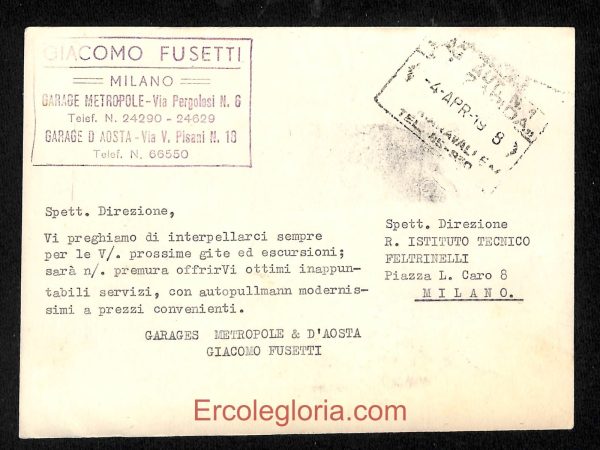 GIACOMO FUSETTI
MILANO
GARAGE METROPOLE - Via Pergolesi N. 6
Telef. N. 24290 - 24629
GARAGE D AOSTA - Via V. Pisani N. 18
Telef. N. 66550
-4-APR-19 8
TEL.
Spett. Direzione,
Vi preghiamo di interpellarci sempre
per le V/. prossime gite ed escursioni;
sarà n/. premura offrirVi ottimi inappun-
tabili servizi, con autopullmann modernis-
simi a prezzi convenienti.
GARAGES METROPOLE & D'AOSTA
GIACOMO FUSETTI
Spett. Direzione
R. ISTITUTO TECNICO
FELTRINELLI
Piazza L. Caro 8
MILANO.
Ercolegloria.com